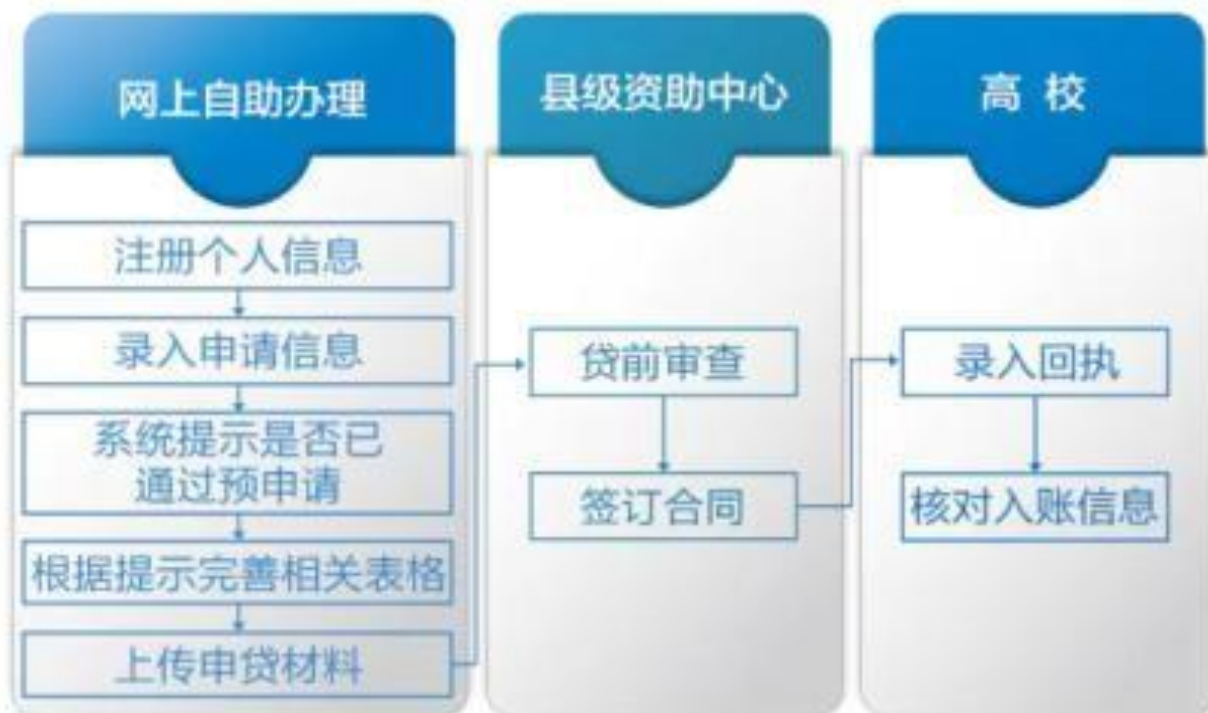 网上自助办理
注册个人信息
录入申请信息
系统提示是否已
通过预申请
根据提示完善相关表格
上传申贷材料
县级资助中心
贷前审查
签订合同
高校
录入回执
核对入账信息